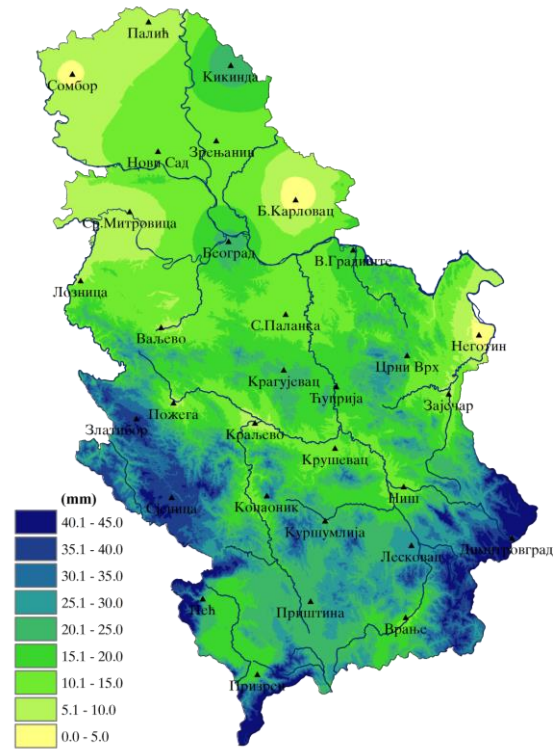 Палић
Кикинда
Сомбор
Зрењанин
Нови Сад
Б.Карловац
Ср.Митровица
Београд
В.Градиште
Лозница
С.Паланка
Ваљево
Неготин
Црни Врх
Крагујевац
Ћуприја
Зајечар
Пожега
Златибор
Краљево
Крушевац
(mm)
Ниш
40.1 - 45.0
Сјеница
Копаоник
35.1 - 40.0
Куршумлија
30.1 - 35.0
Лесковац
Димитровград
25.1 - 30.0
20.1 - 25.0
Пећ
Приштина
15.1 - 20.0
Врање
10.1 - 15.0
5.1 - 10.0
Призрен
0.0 - 5.0